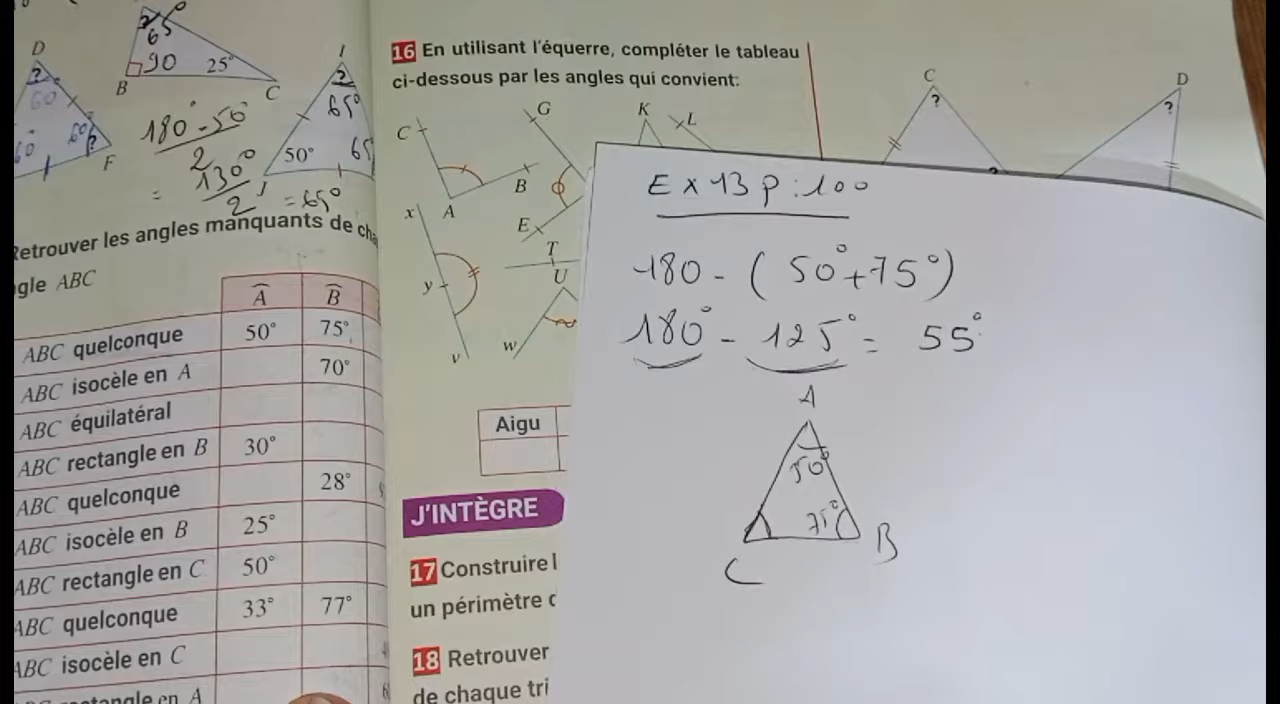 65°
D
?
60
60°
?
F
90
25°
B
C
I
?
65°
50°
65
J
180° - 50°
2
= 130°
2
= 65°
Retrouver les angles manquants de
gle ABC
Â B̂
ABC quelconque 50° 75°
ABC isocèle en A 70°
ABC équilatéral
ABC rectangle en B 30°
ABC quelconque 28°
ABC isocèle en B 25°
ABC rectangle en C 50°
ABC quelconque 33° 77°
ABC isocèle en C
en A
16 En utilisant l'équerre, compléter le tableau
ci-dessous par les angles qui convient:
C
B
A
G
E
K
L
x
y
v
T
U
W
C
?
D
?
Aigu
J'INTÈGRE
17 Construire
un périmètre
18 Retrouver
de chaque tri
Ex 13 p : 100
180 - ( 50° + 75° )
180° - 125° = 55°
A
50°
75°
C
B